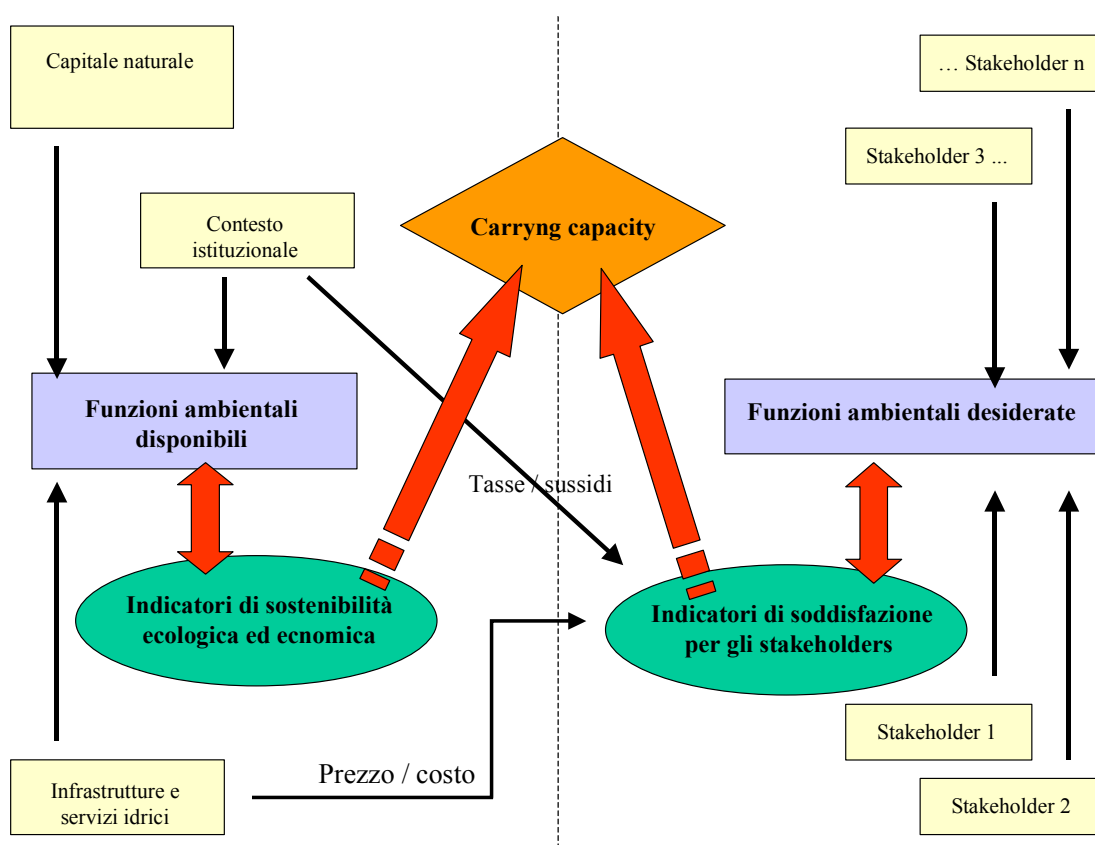 Capitale naturale
… Stakeholder n
Stakeholder 3 ...
Contesto
istituzionale
Carryng capacity
Funzioni ambientali
disponibili
Funzioni ambientali desiderate
Tasse / sussidi
Indicatori di sostenibilità
ecologica ed ecnomica
Indicatori di soddisfazione
per gli stakeholders
Stakeholder 1
Prezzo / costo
Infrastrutture e
servizi idrici
Stakeholder 2